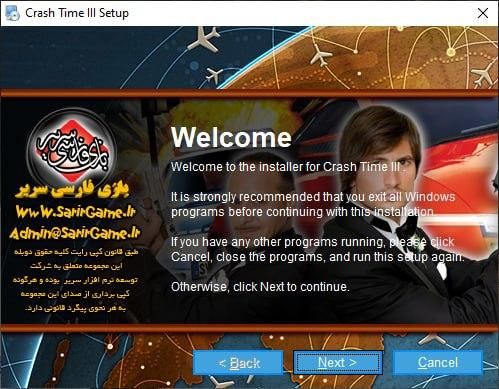 Crash Time III Setup
Welcome
Welcome to the installer for Crash Time III .
It is strongly recommended that you exit all Windows
programs before continuing with this installation.
If you have any other programs running, please click
Cancel, close the programs, and run this setup again.
Otherwise, click Next to continue.
بازی فارسی سریر
Www.SarirGame.Ir
Admin@SarirGame.Ir
طبق قانون کپی رایت کلیه حقوق دوبله
این مجموعه متعلق به شرکت
توسعه نرم افزار سریر بوده و هرگونه
کپی برداری از صدای این مجموعه
به هر نحوی پیگرد قانونی دارد.
< Back
Next >
Cancel